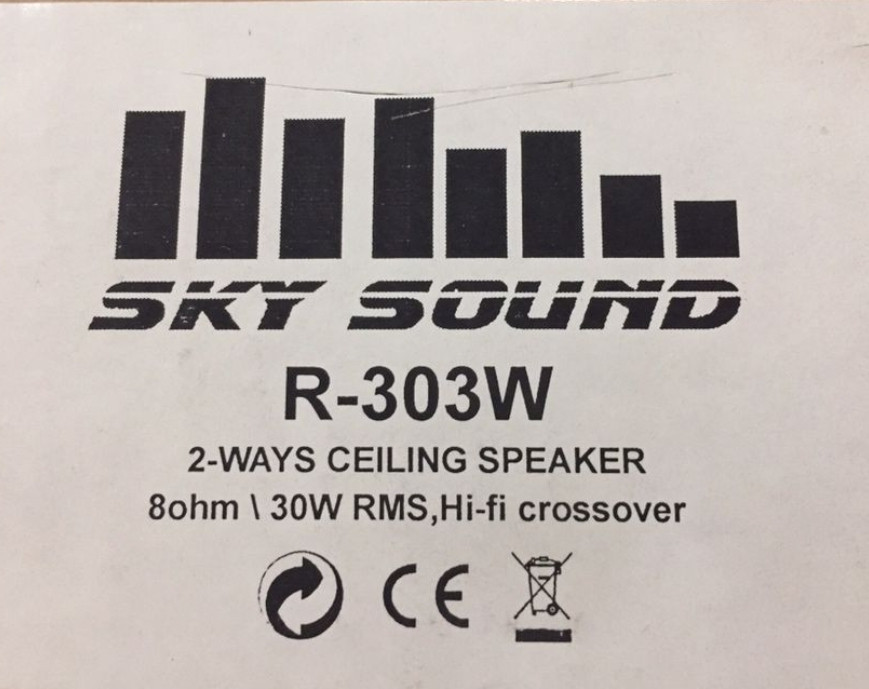 SKY SOUND
R-303W
2-WAYS CEILING SPEAKER
8ohm \ 30W RMS,Hi-fi crossover
CE